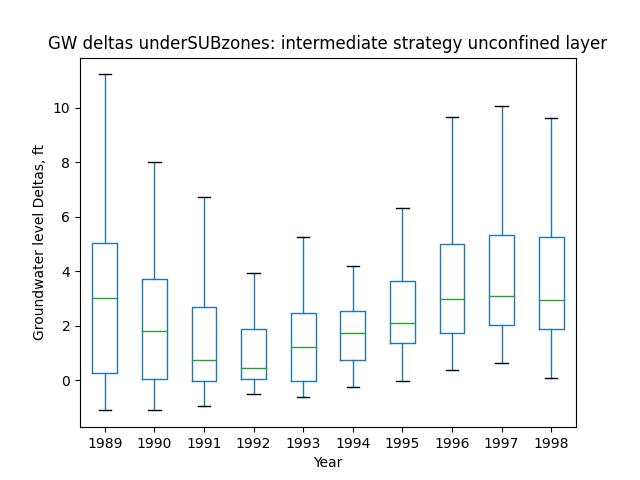 GW deltas underSUBzones: intermediate strategy unconfined layer
Groundwater level Deltas, ft
10
8
6
4
2
0
1989 1990 1991 1992 1993 1994 1995 1996 1997 1998
Year